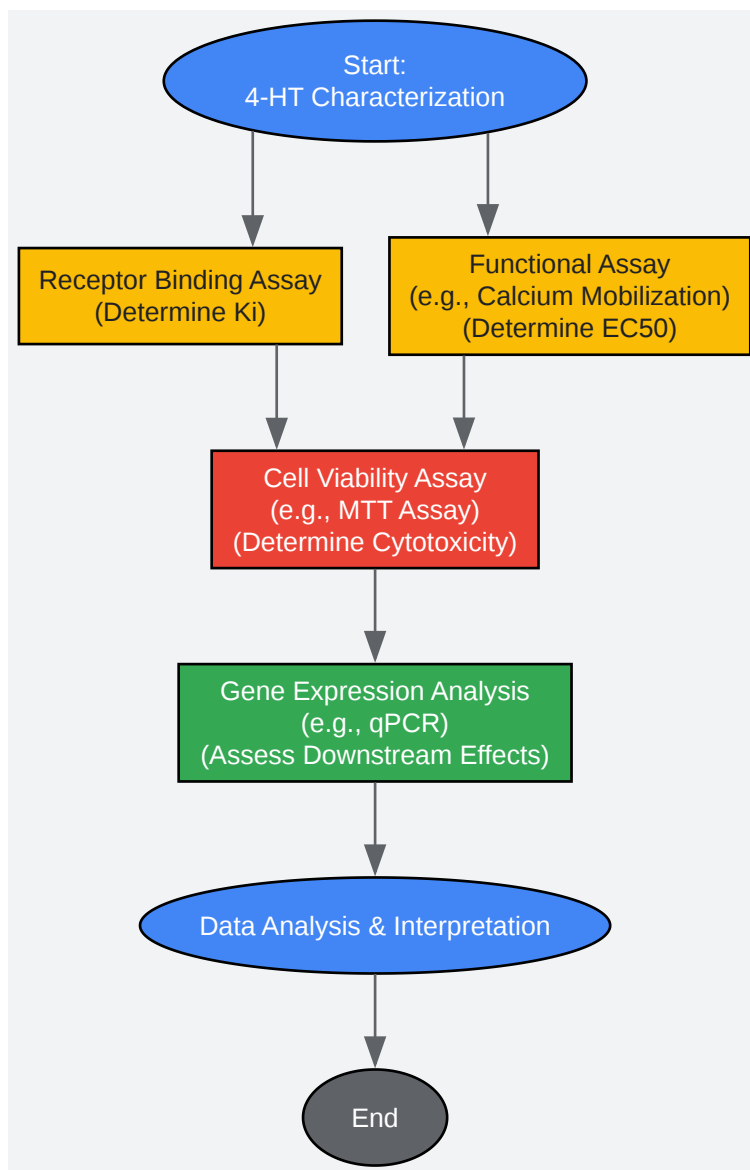 Start:
4-HT Characterization
Receptor Binding Assay
(Determine Ki)
Functional Assay
(e.g., Calcium Mobilization)
(Determine EC50)
Cell Viability Assay
(e.g., MTT Assay)
(Determine Cytotoxicity)
Gene Expression Analysis
(e.g., qPCR)
(Assess Downstream Effects)
Data Analysis & Interpretation
End